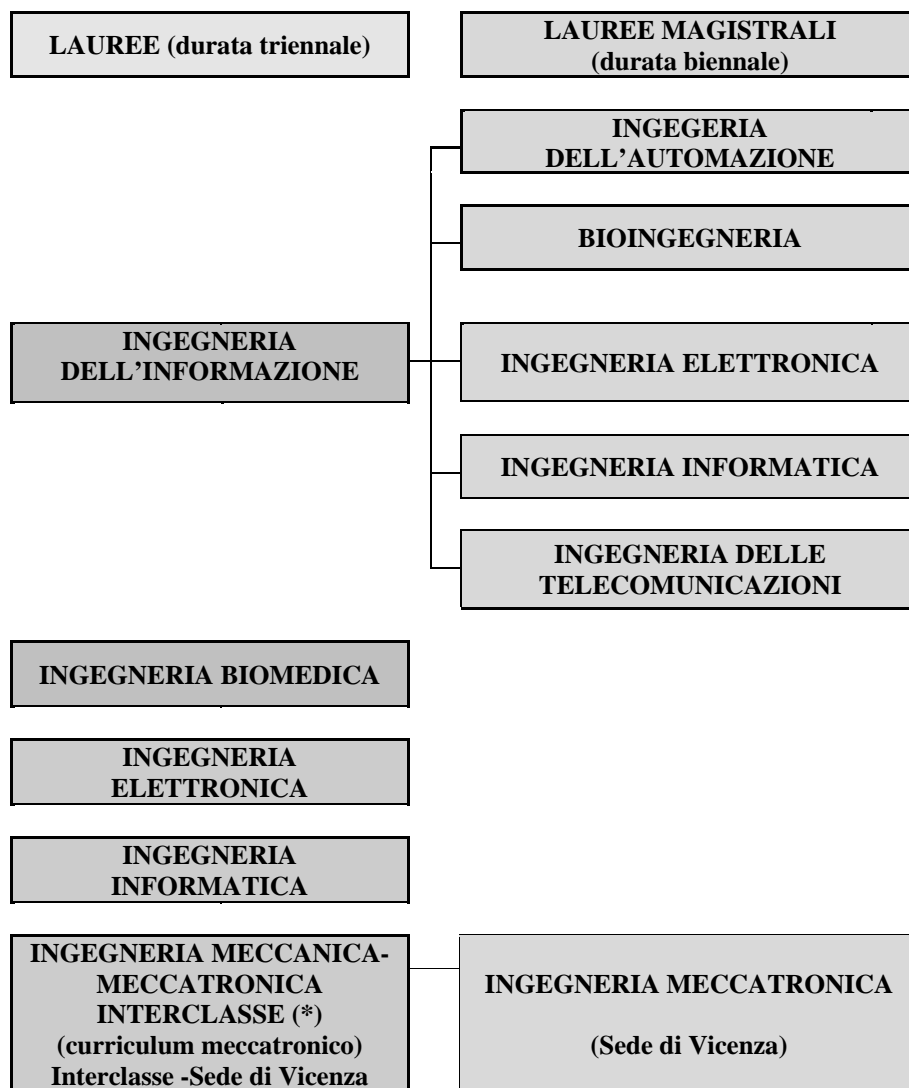 LAUREE (durata triennale)
LAUREE MAGISTRALI
(durata biennale)
INGEGERIA
DELL’AUTOMAZIONE
BIOINGEGNERIA
INGEGNERIA
DELL’INFORMAZIONE
INGEGNERIA ELETTRONICA
INGEGNERIA INFORMATICA
INGEGNERIA DELLE
TELECOMUNICAZIONI
INGEGNERIA BIOMEDICA
INGEGNERIA
ELETTRONICA
INGEGNERIA
INFORMATICA
INGEGNERIA MECCANICA-
MECCATRONICA
INTERCLASSE (*)
(curriculum meccatronico)
Interclasse -Sede di Vicenza
INGEGNERIA MECCATRONICA
(Sede di Vicenza)